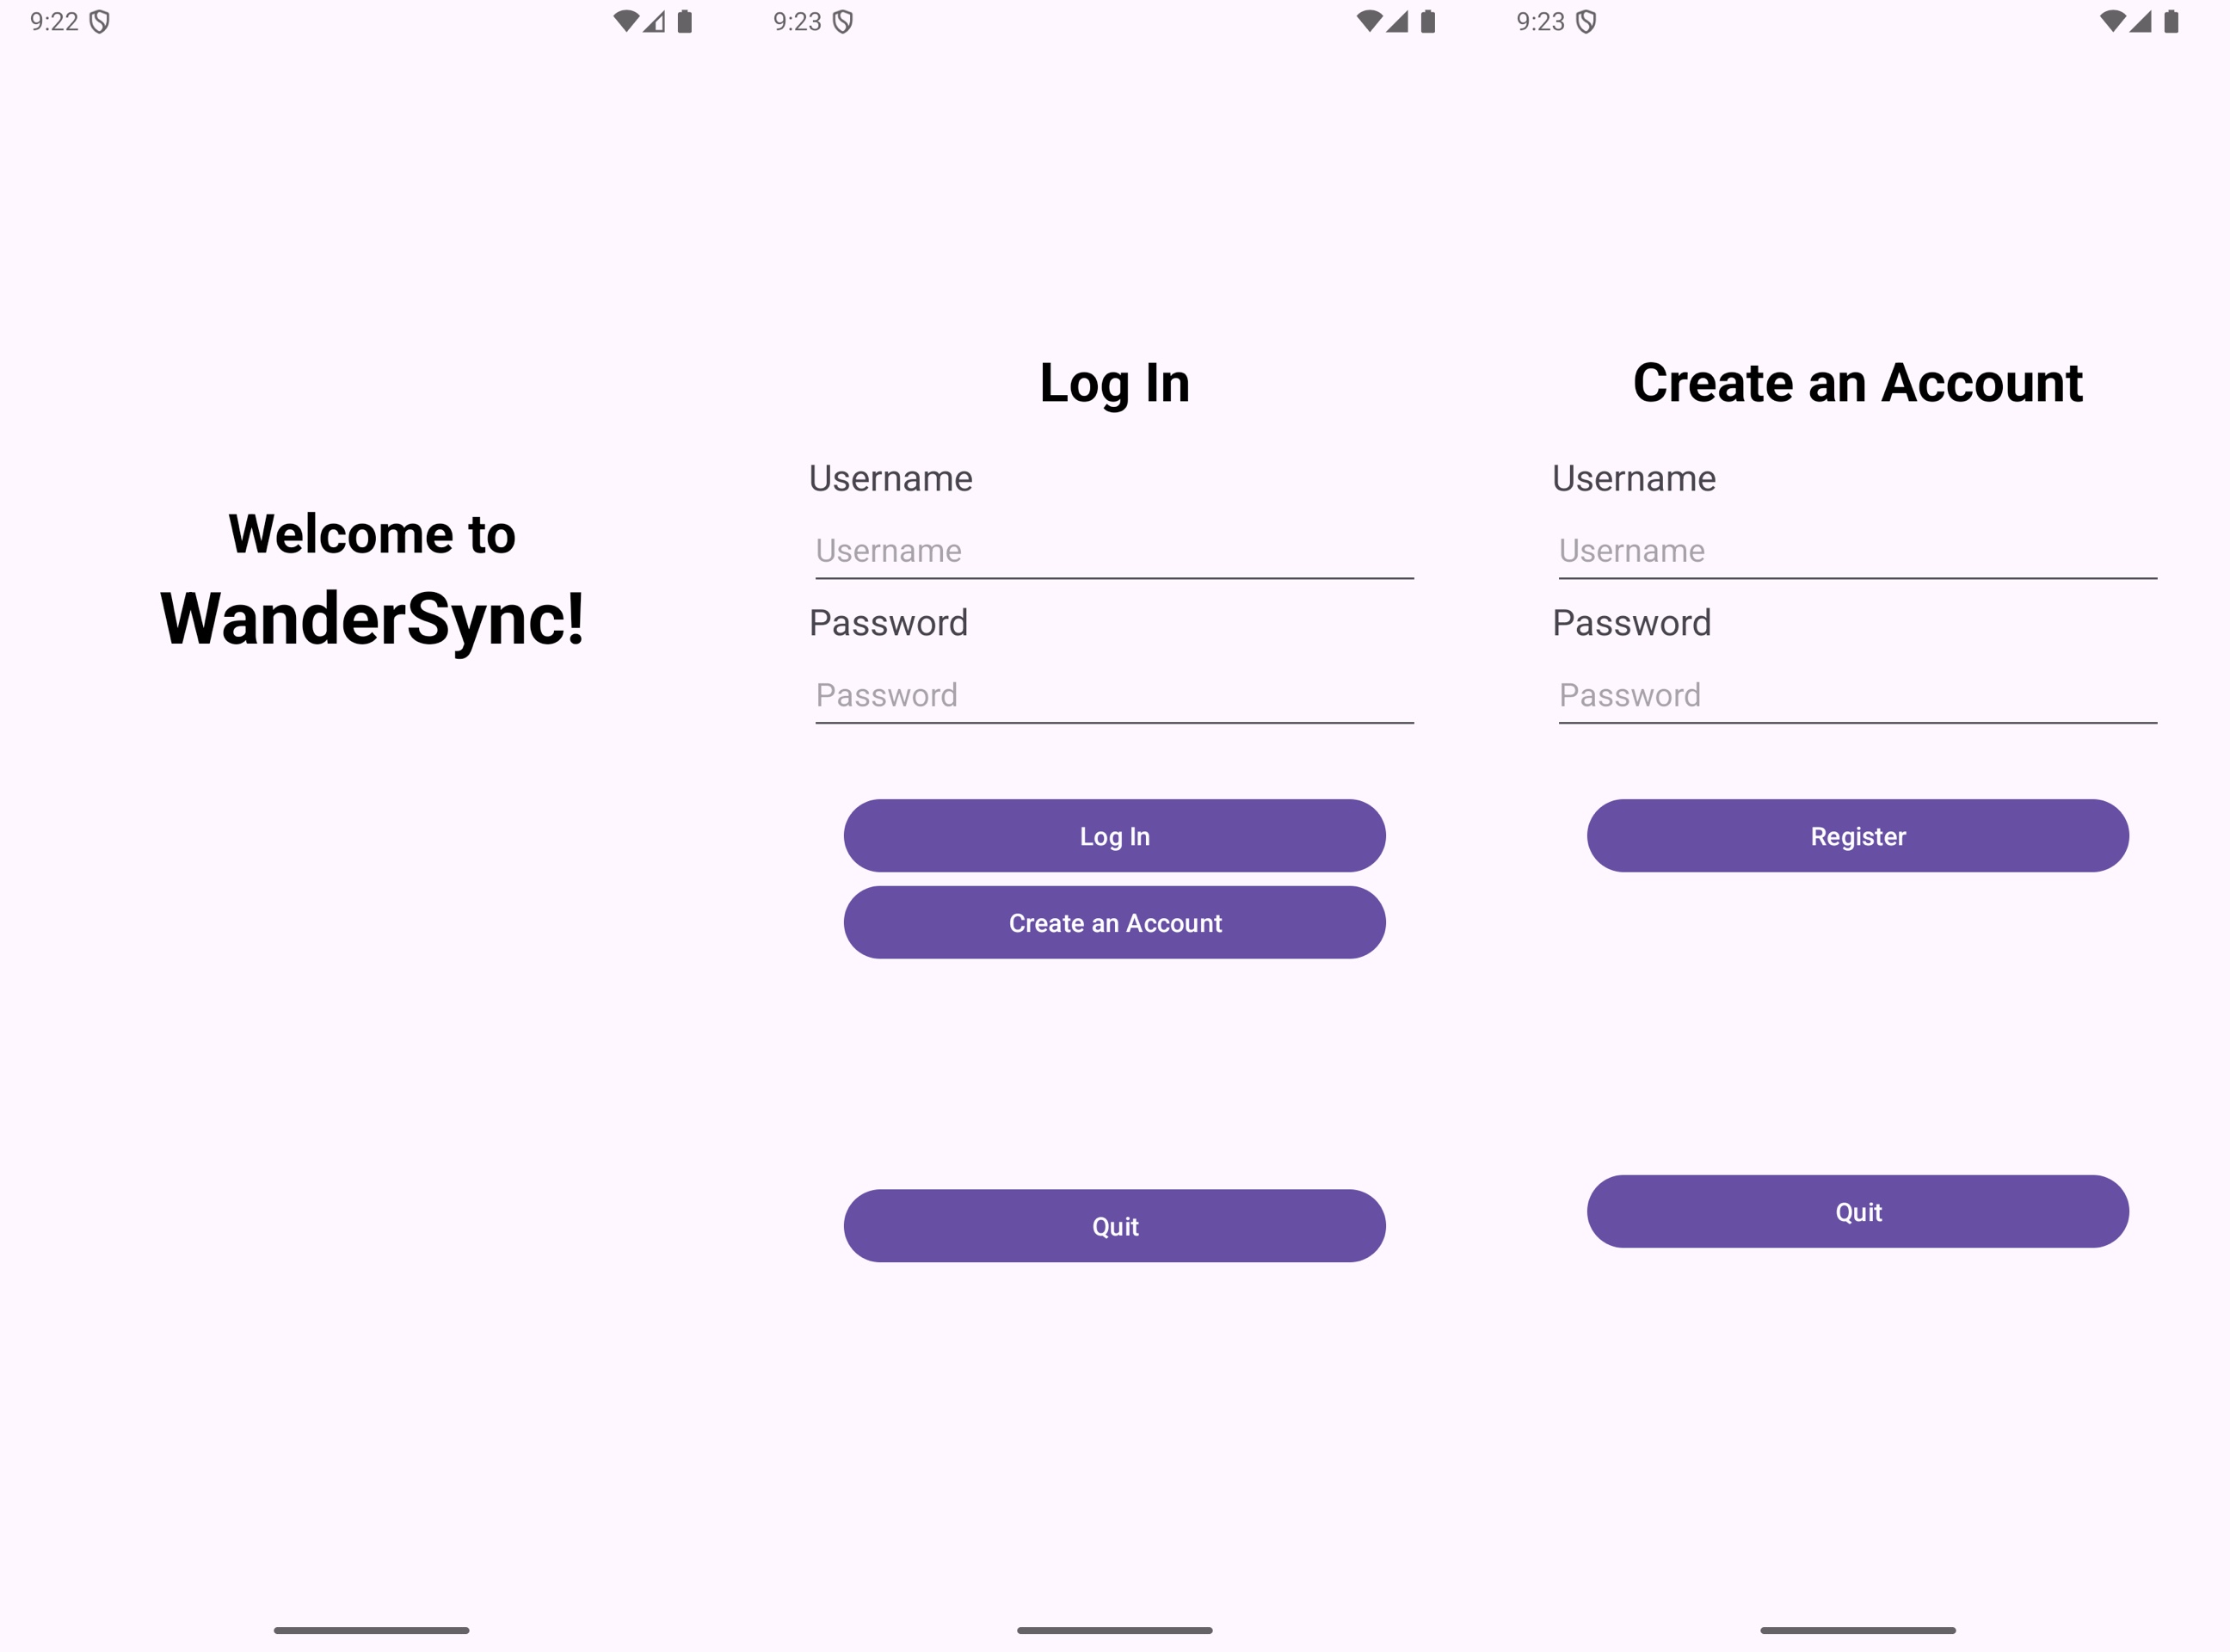 9:22
Welcome to
WanderSync!
9:23
Log In
Username
Username
Password
Password
Log In
Create an Account
Quit
9:23
Create an Account
Username
Username
Password
Password
Register
Quit